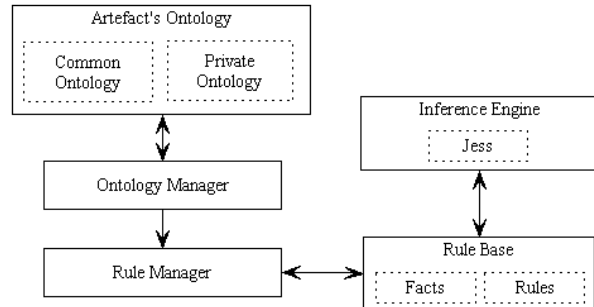 Artefact's Ontology
Common
Ontology
Private
Ontology
Inference Engine
Jess
Ontology Manager
Rule Manager
Rule Base
Facts
Rules